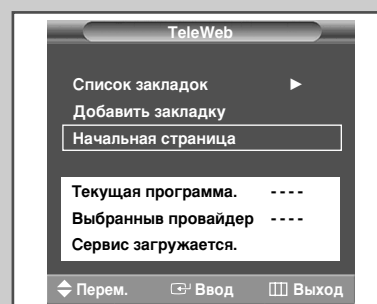 TeleWeb
Список закладок ►
Добавить закладку
Начальная страница
Текущая программа. - - - -
Выбранныв провайдер - - - -
Сервис загружается.
Перем. Ввод Выход